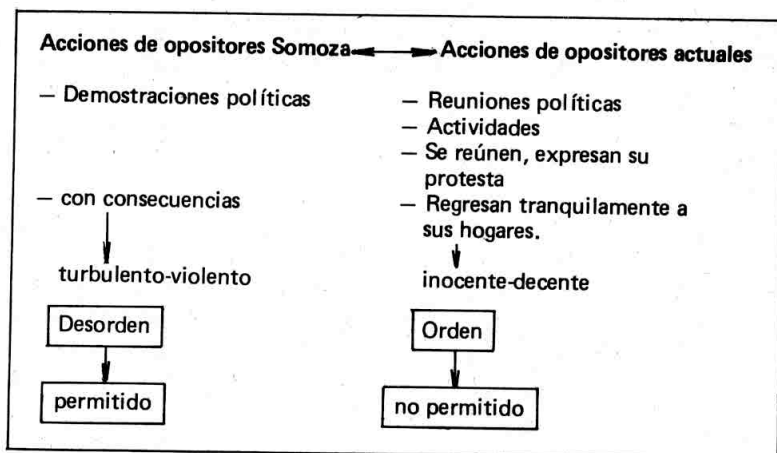 Acciones de opositores Somoza
Acciones de opositores actuales
— Demostraciones políticas
— con consecuencias
turbulento-violento
Desorden
permitido
— Reuniones políticas
— Actividades
— Se reúnen, expresan su
protesta
— Regresan tranquilamente a
sus hogares.
inocente-decente
Orden
no permitido